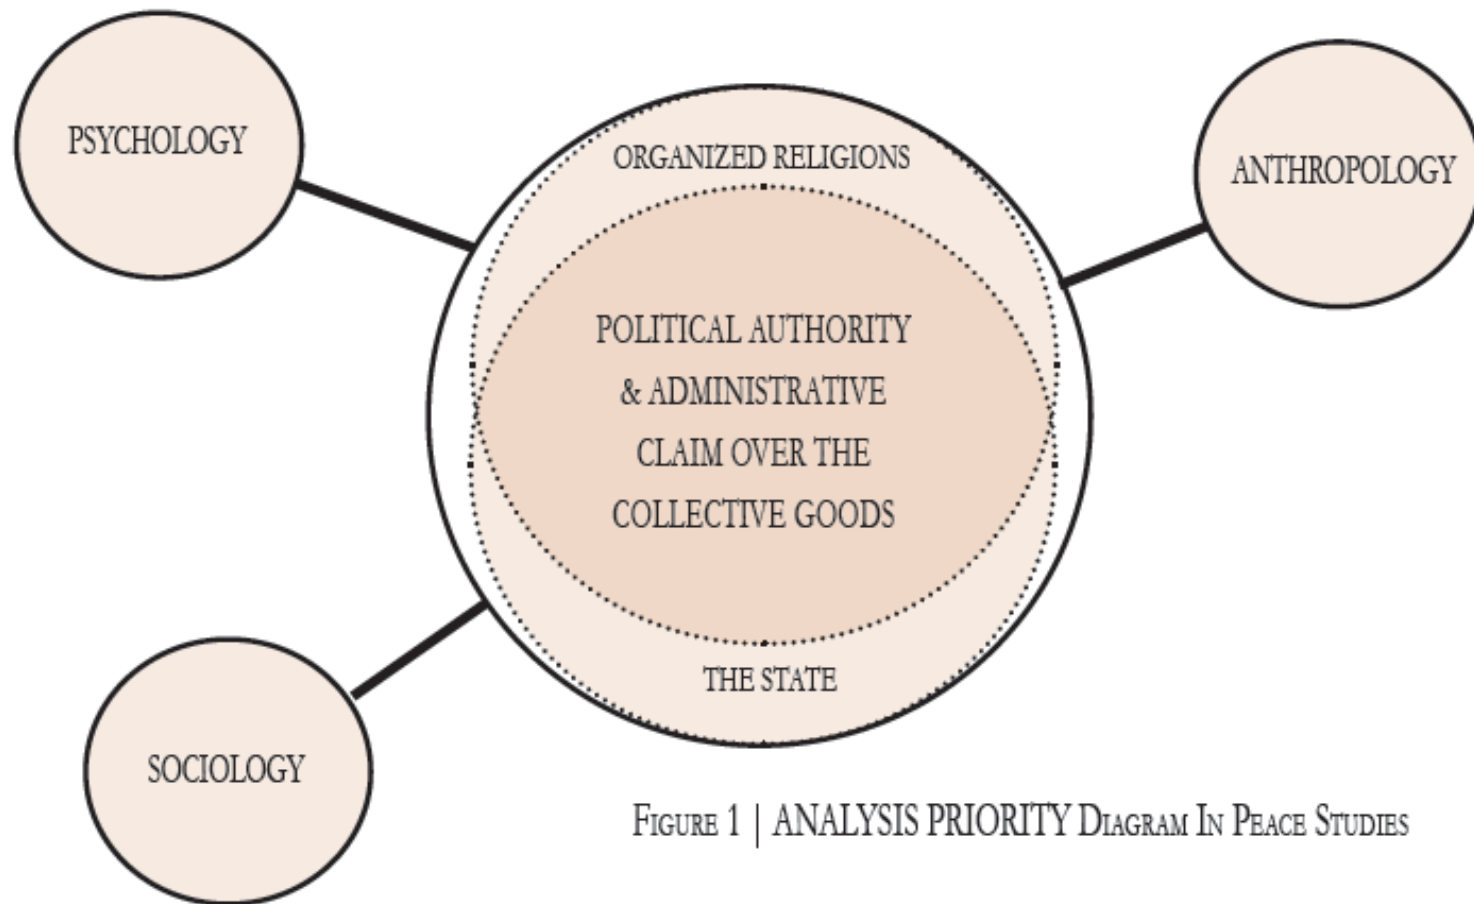 PSYCHOLOGY
ORGANIZED RELIGIONS
ANTHROPOLOGY
POLITICAL AUTHORITY
& ADMINISTRATIVE
CLAIM OVER THE
COLLECTIVE GOODS
THE STATE
SOCIOLOGY
FIGURE 1 | ANALYSIS PRIORITY DIAGRAM IN PEACE STUDIES